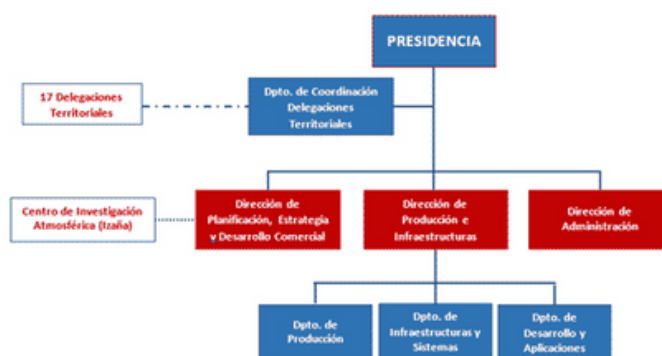 PRESIDENCIA
17 Delegaciones
Territoriales
Dpto. de Coordinación
Delegaciones
Territoriales
Centro de Investigación
Atmosférica (Izaña)
Dirección de
Planificación, Estrategia
y Desarrollo Comercial
Dirección de
Producción e
Infraestructuras
Dirección de
Administración
Dpto. de
Producción
Dpto. de
Infraestructuras y
Sistemas
Dpto. de
Desarrollo y
Aplicaciones